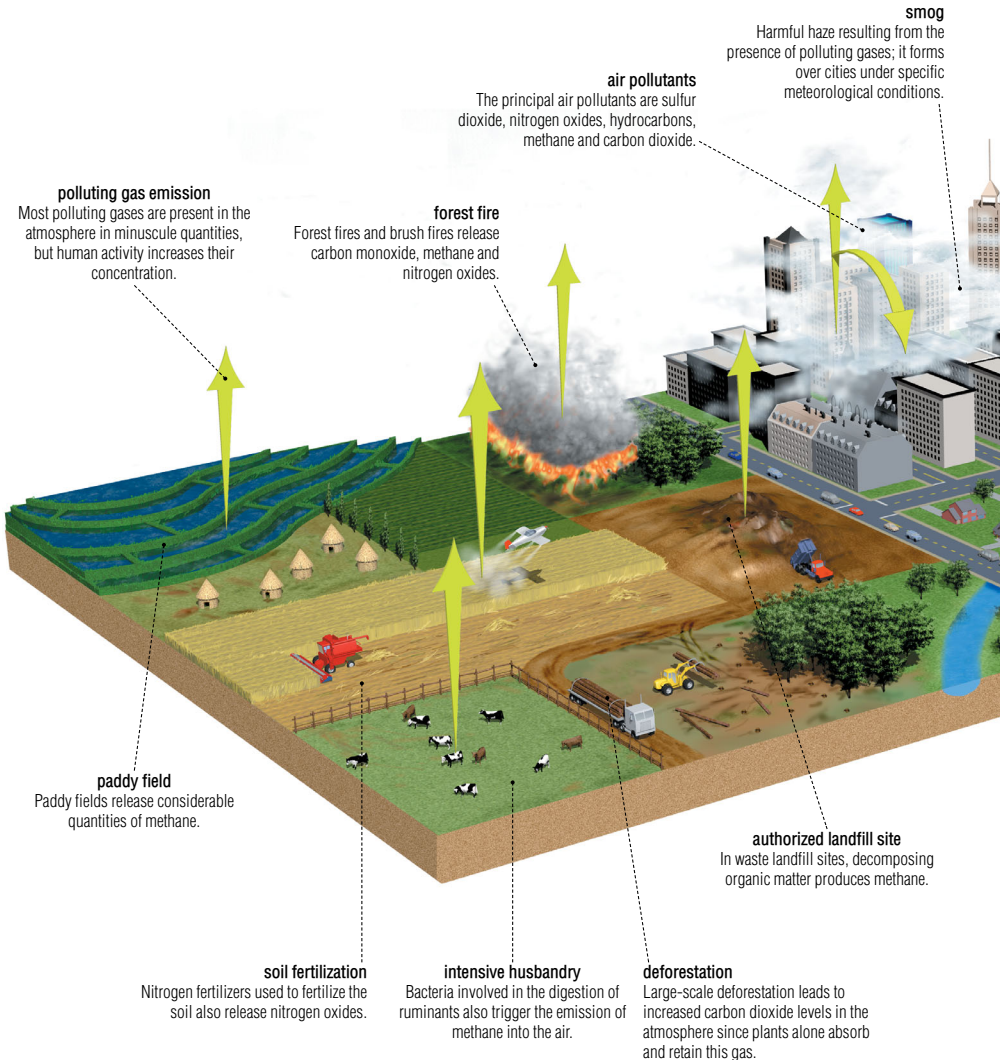 smog
Harmful haze resulting from the
presence of polluting gases; it forms
over cities under specific
meteorological conditions.
air pollutants
The principal air pollutants are sulfur
dioxide, nitrogen oxides, hydrocarbons,
methane and carbon dioxide.
polluting gas emission
Most polluting gases are present in the
atmosphere in minuscule quantities,
but human activity increases their
concentration.
forest fire
Forest fires and brush fires release
carbon monoxide, methane and
nitrogen oxides.
paddy field
Paddy fields release considerable
quantities of methane.
authorized landfill site
In waste landfill sites, decomposing
organic matter produces methane.
soil fertilization
Nitrogen fertilizers used to fertilize the
soil also release nitrogen oxides.
intensive husbandry
Bacteria involved in the digestion of
ruminants also trigger the emission of
methane into the air.
deforestation
Large-scale deforestation leads to
increased carbon dioxide levels in the
atmosphere since plants alone absorb
and retain this gas.